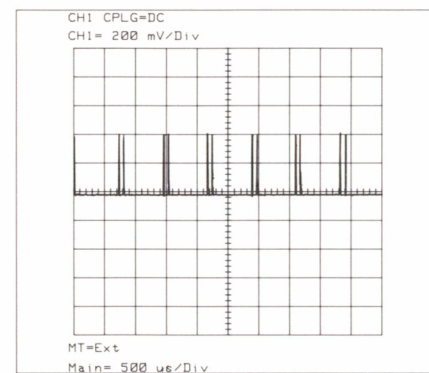 CH1 CPLG=DC
CH1= 200 mV/Div
MT=Ext
Main= 500 us/Div